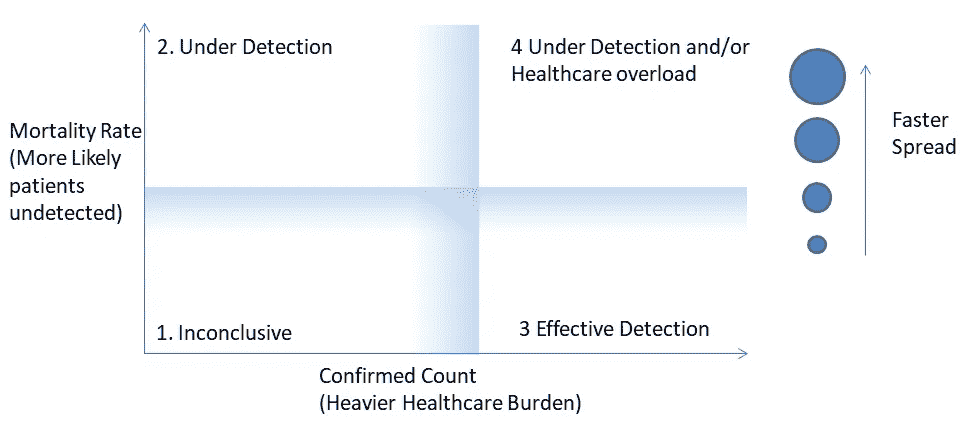 2. Under Detection
4 Under Detection and/or
Healthcare overload
Mortality Rate
(More Likely
patients
undetected)
Faster
Spread
1. Inconclusive
3 Effective Detection
Confirmed Count
(Heavier Healthcare Burden)